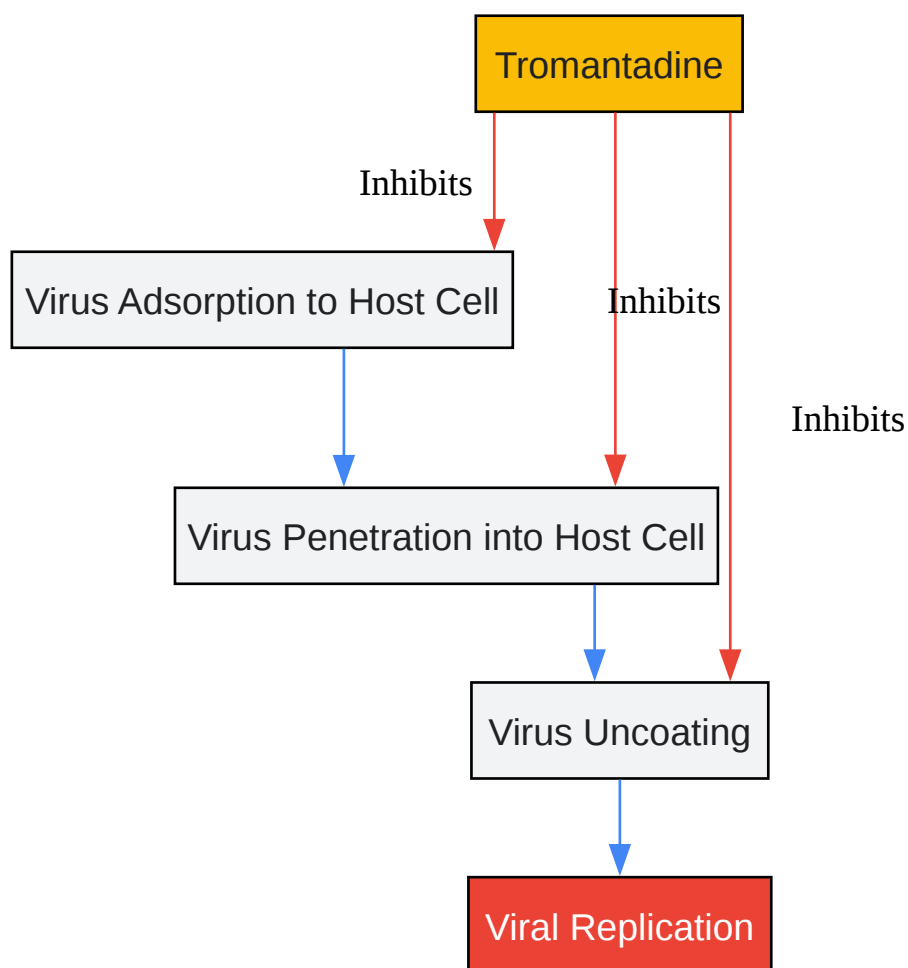 Tromantadine
Inhibits
Virus Adsorption to Host Cell
Inhibits
Inhibits
Virus Penetration into Host Cell
Virus Uncoating
Viral Replication